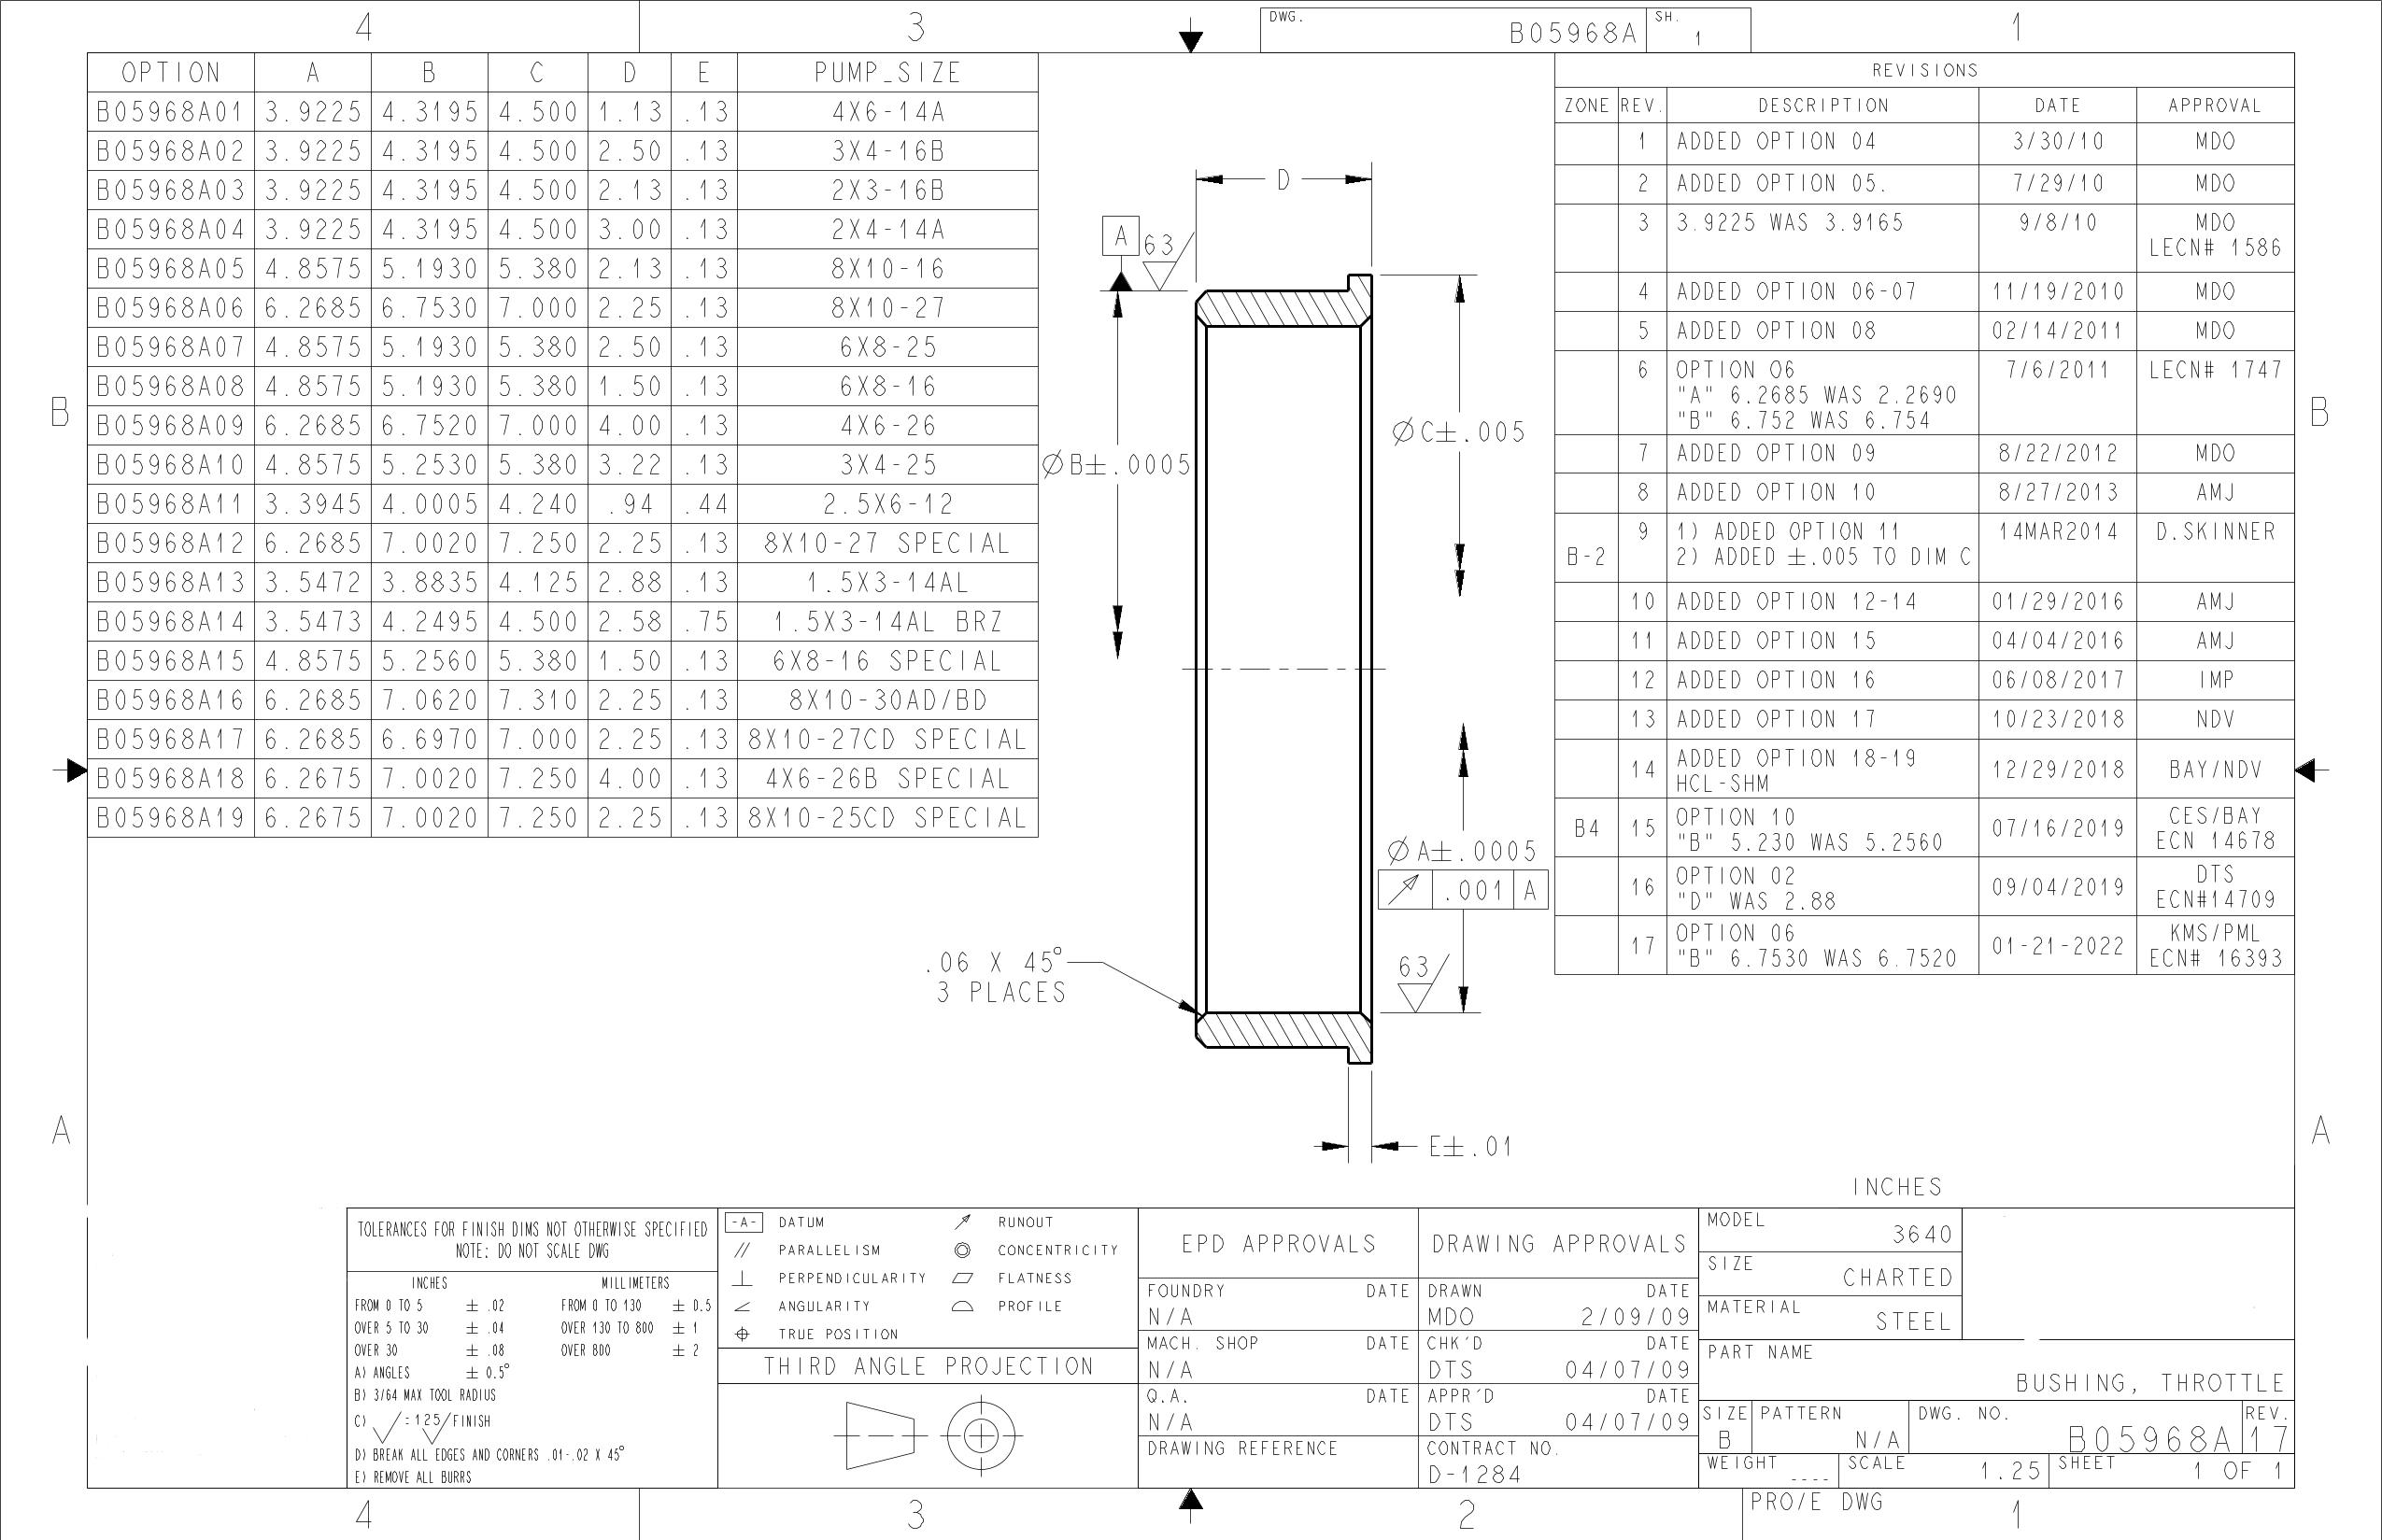 4 3 1
DWG. B05968A SH. 1
OPTION A B C D E PUMP_SIZE
B05968A01 3.9225 4.3195 4.500 1.13 .13 4X6-14A
B05968A02 3.9225 4.3195 4.500 2.50 .13 3X4-16B
B05968A03 3.9225 4.3195 4.500 2.13 .13 2X3-16B
B05968A04 3.9225 4.3195 4.500 3.00 .13 2X4-14A
B05968A05 4.8575 5.1930 5.380 2.13 .13 8X10-16
B05968A06 6.2685 6.7530 7.000 2.25 .13 8X10-27
B05968A07 4.8575 5.1930 5.380 2.50 .13 6X8-25
B05968A08 4.8575 5.1930 5.380 1.50 .13 6X8-16
B05968A09 6.2685 6.7520 7.000 4.00 .13 4X6-26
B05968A10 4.8575 5.2530 5.380 3.22 .13 3X4-25
B05968A11 3.3945 4.0005 4.240 .94 .44 2.5X6-12
B05968A12 6.2685 7.0020 7.250 2.25 .13 8X10-27 SPECIAL
B05968A13 3.5472 3.8835 4.125 2.88 .13 1.5X3-14AL
B05968A14 3.5473 4.2495 4.500 2.58 .75 1.5X3-14AL BRZ
B05968A15 4.8575 5.2560 5.380 1.50 .13 6X8-16 SPECIAL
B05968A16 6.2685 7.0620 7.310 2.25 .13 8X10-30AD/BD
B05968A17 6.2685 6.6970 7.000 2.25 .13 8X10-27CD SPECIAL
B05968A18 6.2675 7.0020 7.250 4.00 .13 4X6-26B SPECIAL
B05968A19 6.2675 7.0020 7.250 2.25 .13 8X10-25CD SPECIAL
REVISIONS
ZONE REV. DESCRIPTION DATE APPROVAL
1 ADDED OPTION 04 3/30/10 MDO
2 ADDED OPTION 05. 7/29/10 MDO
3 3.9225 WAS 3.9165 9/8/10 MDO
LECN# 1586
4 ADDED OPTION 06-07 11/19/2010 MDO
5 ADDED OPTION 08 02/14/2011 MDO
6 OPTION 06 7/6/2011 LECN# 1747
"A" 6.2685 WAS 2.2690
"B" 6.752 WAS 6.754
7 ADDED OPTION 09 8/22/2012 MDO
8 ADDED OPTION 10 8/27/2013 AMJ
9 1) ADDED OPTION 11 14MAR2014 D.SKINNER
B-2 2) ADDED ±.005 TO DIM C
10 ADDED OPTION 12-14 01/29/2016 AMJ
11 ADDED OPTION 15 04/04/2016 AMJ
12 ADDED OPTION 16 06/08/2017 IMP
13 ADDED OPTION 17 10/23/2018 NDV
14 ADDED OPTION 18-19 12/29/2018 BAY/NDV
HCL-SHM
B4 15 OPTION 10 07/16/2019 CES/BAY
"B" 5.230 WAS 5.2560 ECN 14678
16 OPTION 02 09/04/2019 DTS
"D" WAS 2.88 ECN#14709
17 OPTION 06 01-21-2022 KMS/PML
"B" 6.7530 WAS 6.7520 ECN# 16393
D
A 63
ØC±.005
ØB±.0005
ØA±.0005
.001 A
63
.06 X 45°
3 PLACES
E±.01
B B
A A
INCHES
TOLERANCES FOR FINISH DIMS NOT OTHERWISE SPECIFIED
NOTE: DO NOT SCALE DWG
INCHES MILLIMETERS
FROM 0 TO 5 ± .02 FROM 0 TO 130 ± 0.5
OVER 5 TO 30 ± .04 OVER 130 TO 800 ± 1
OVER 30 ± .08 OVER 800 ± 2
A) ANGLES ± 0.5°
B) 3/64 MAX TOOL RADIUS
C) √ = 125/FINISH
D) BREAK ALL EDGES AND CORNERS .01-.02 X 45°
E) REMOVE ALL BURRS
-A- DATUM RUNOUT
PARALLELISM CONCENTRICITY
PERPENDICULARITY FLATNESS
ANGULARITY PROFILE
TRUE POSITION
THIRD ANGLE PROJECTION
EPD APPROVALS
FOUNDRY DATE
N/A
MACH. SHOP DATE
N/A
Q.A. DATE
N/A
DRAWING REFERENCE
DRAWING APPROVALS
DRAWN DATE
MDO 2/09/09
CHK'D DATE
DTS 04/07/09
APPR'D DATE
DTS 04/07/09
CONTRACT NO.
D-1284
MODEL 3640
SIZE CHARTED
MATERIAL STEEL
PART NAME
BUSHING, THROTTLE
SIZE B PATTERN N/A DWG. NO. B05968A REV. 17
WEIGHT ---- SCALE 1.25 SHEET 1 OF 1
PRO/E DWG
4 3 2 1